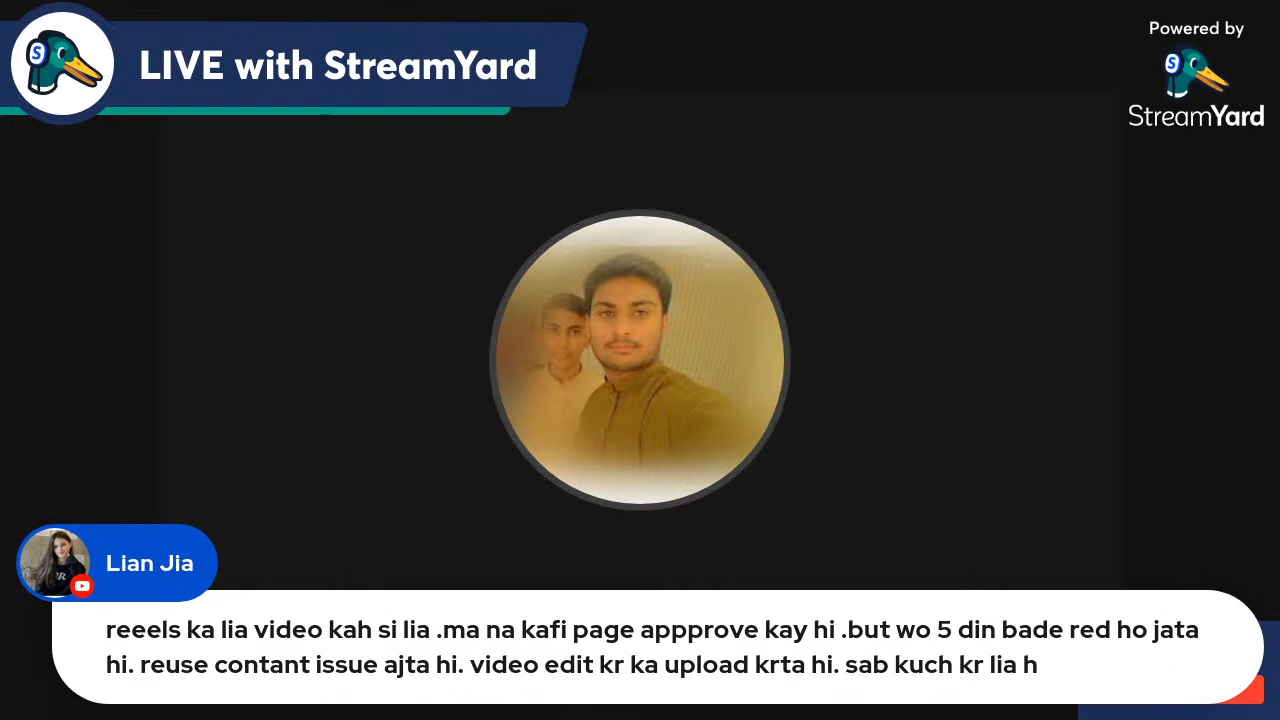 LIVE with StreamYard
Powered by
StreamYard
Lian Jia
reeels ka lia video kah si lia .ma na kafi page appprove kay hi .but wo 5 din bade red ho jata
hi. reuse contant issue ajta hi. video edit kr ka upload krta hi. sab kuch kr lia h